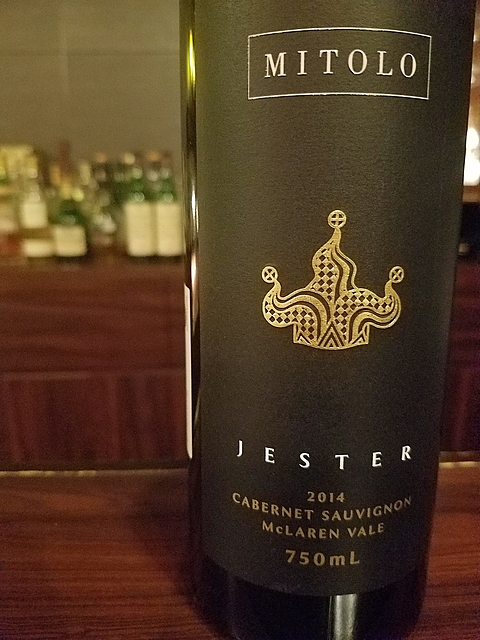 MITOLO
JESTER
2014
CABERNET SAUVIGNON
McLAREN VALE
750mL